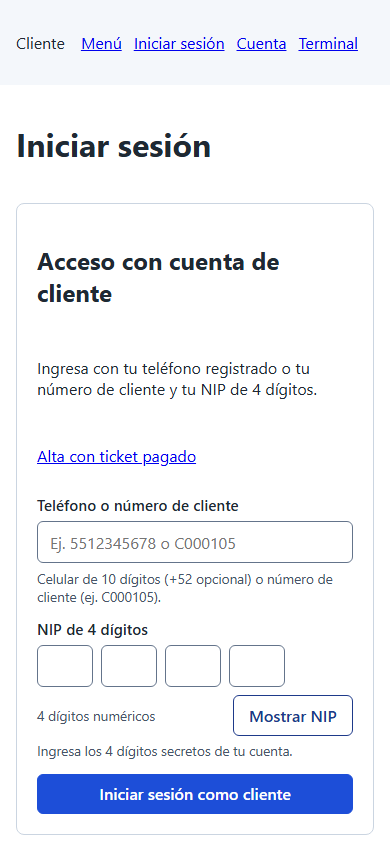 Cliente Menú Iniciar sesión Cuenta Terminal
Iniciar sesión
Acceso con cuenta de
cliente
Ingresa con tu teléfono registrado o tu
número de cliente y tu NIP de 4 dígitos.
Alta con ticket pagado
Teléfono o número de cliente
Ej. 5512345678 o C000105
Celular de 10 dígitos (+52 opcional) o número de
cliente (ej. C000105).
NIP de 4 dígitos
4 dígitos numéricos Mostrar NIP
Ingresa los 4 dígitos secretos de tu cuenta.
Iniciar sesión como cliente